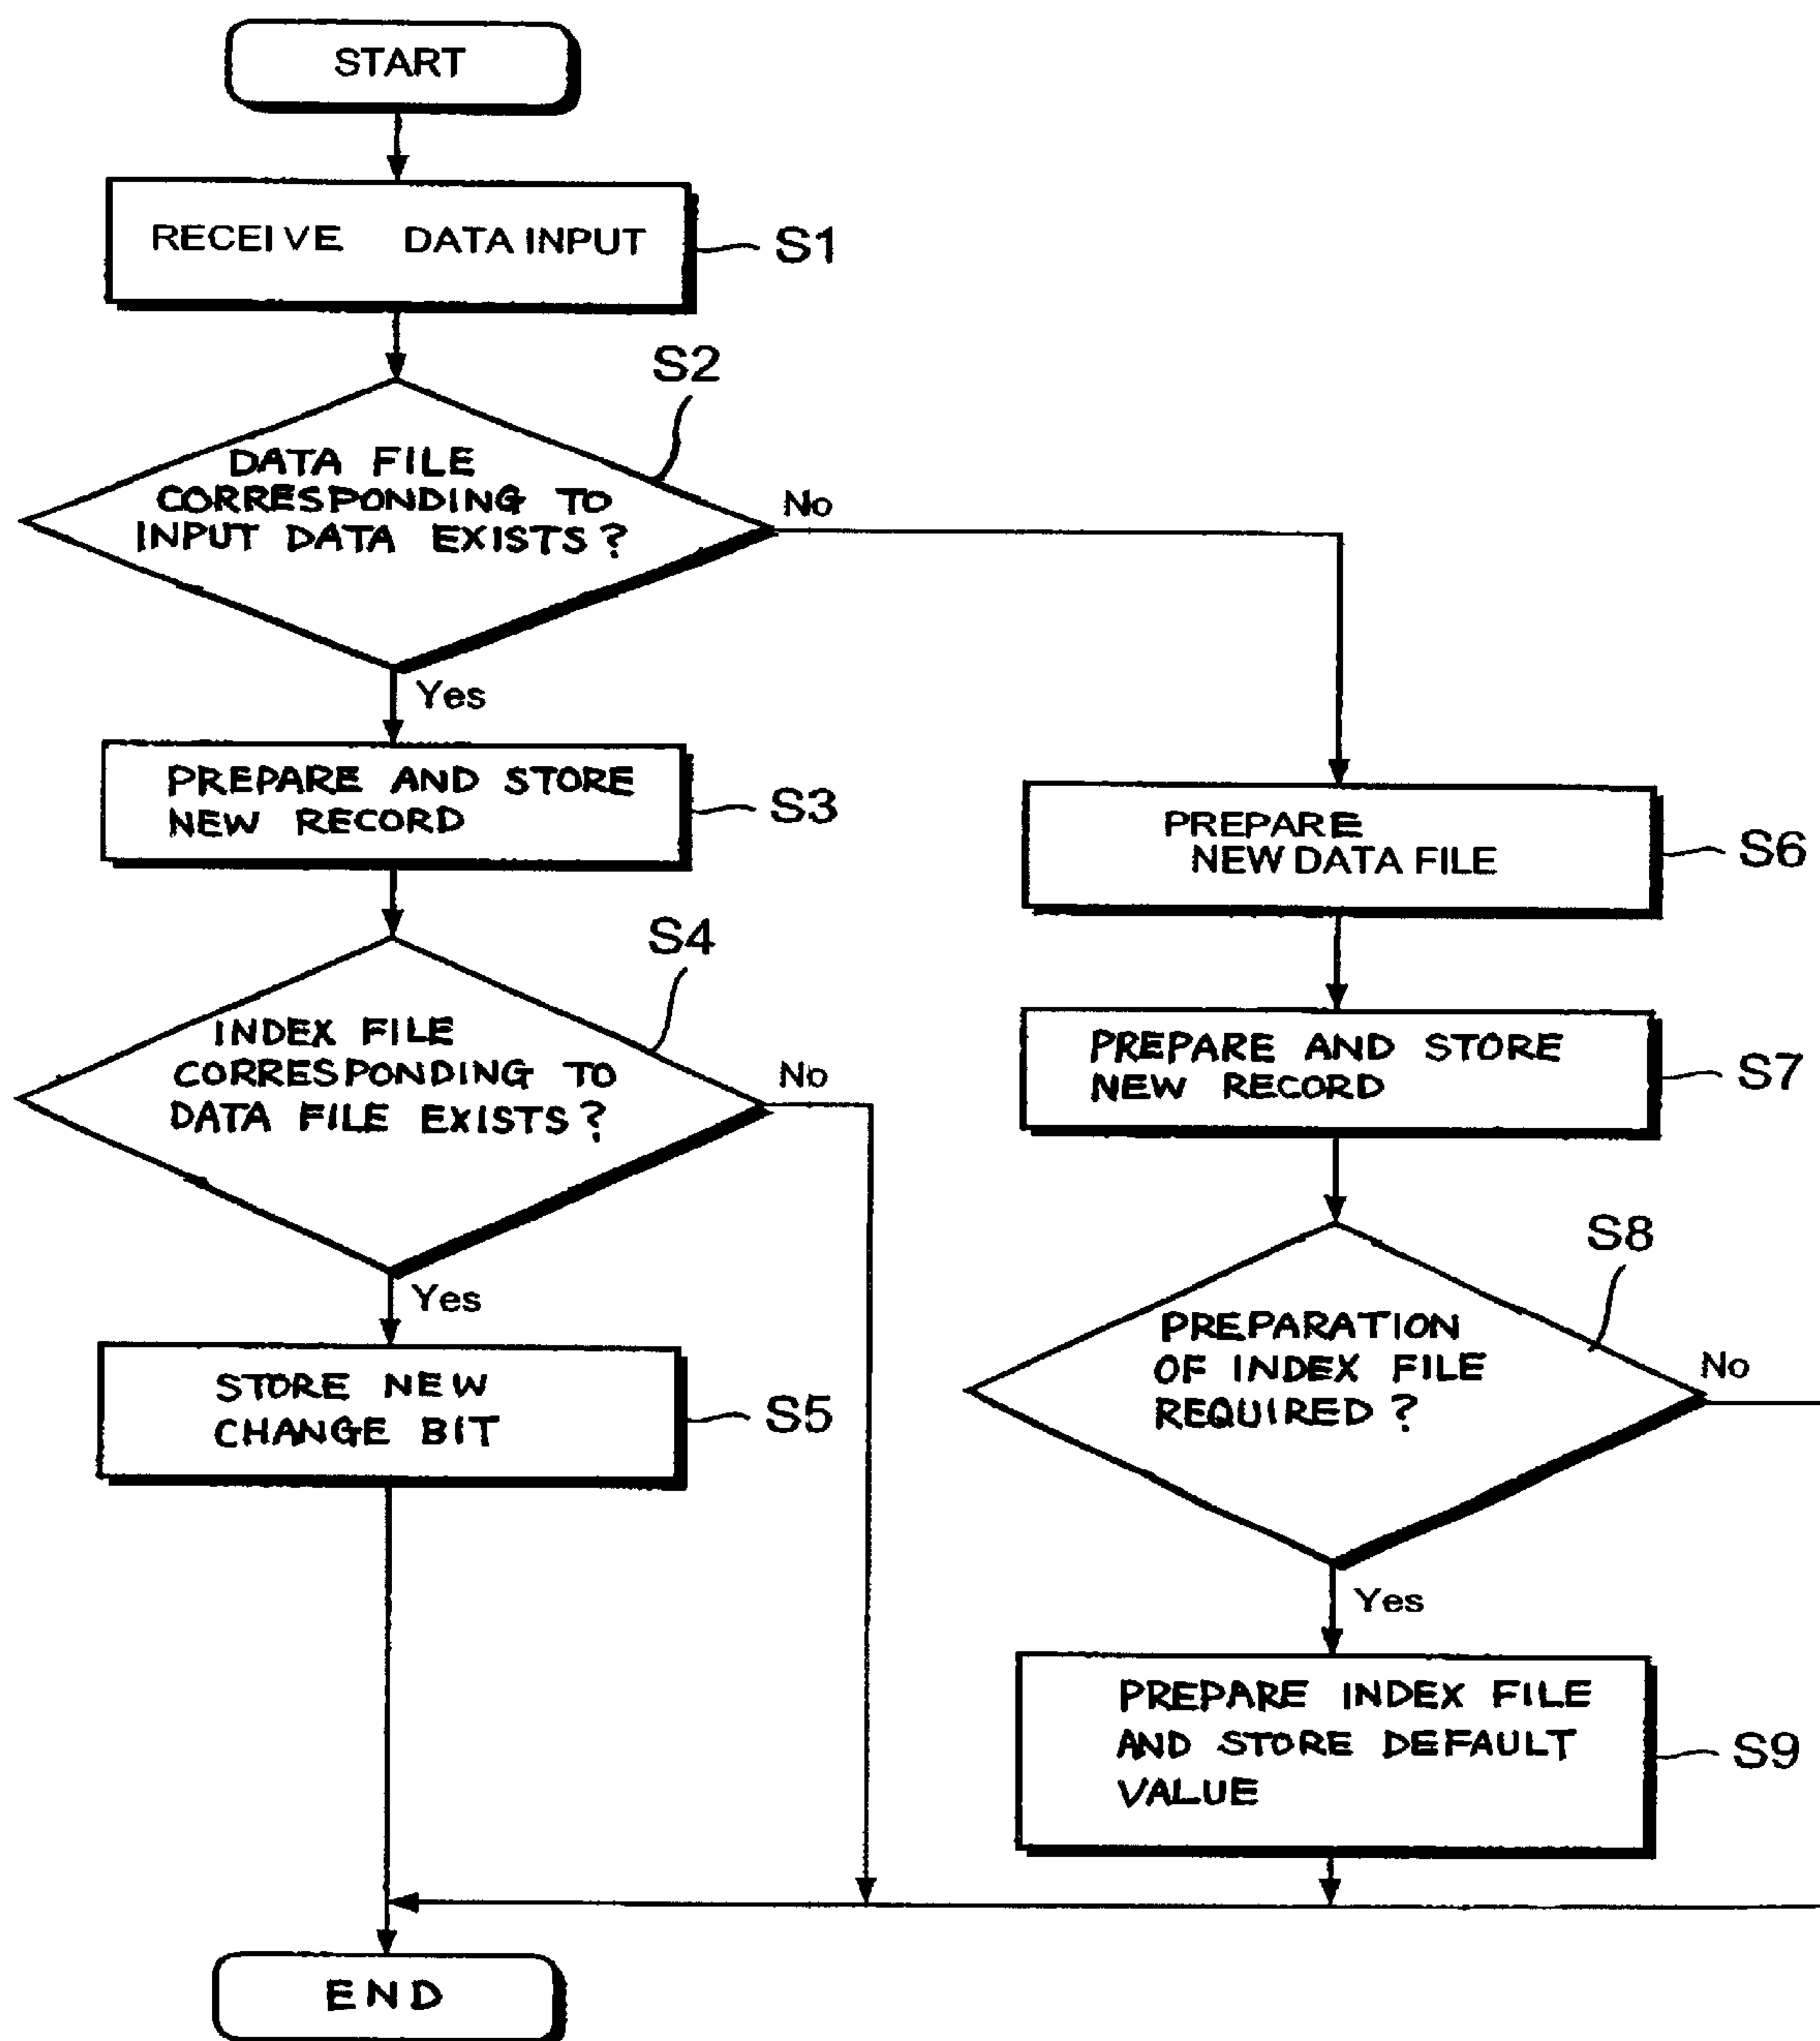 START
RECEIVE DATA INPUT
S1
S2
DATA FILE
CORRESPONDING TO
INPUT DATA EXISTS?
No
Yes
PREPARE AND STORE
NEW RECORD
S3
S4
INDEX FILE
CORRESPONDING TO
DATA FILE EXISTS?
No
Yes
STORE NEW
CHANGE BIT
S5
PREPARE
NEW DATA FILE
S6
PREPARE AND STORE
NEW RECORD
S7
S8
PREPARATION
OF INDEX FILE
REQUIRED?
No
Yes
PREPARE INDEX FILE
AND STORE DEFAULT
VALUE
S9
END